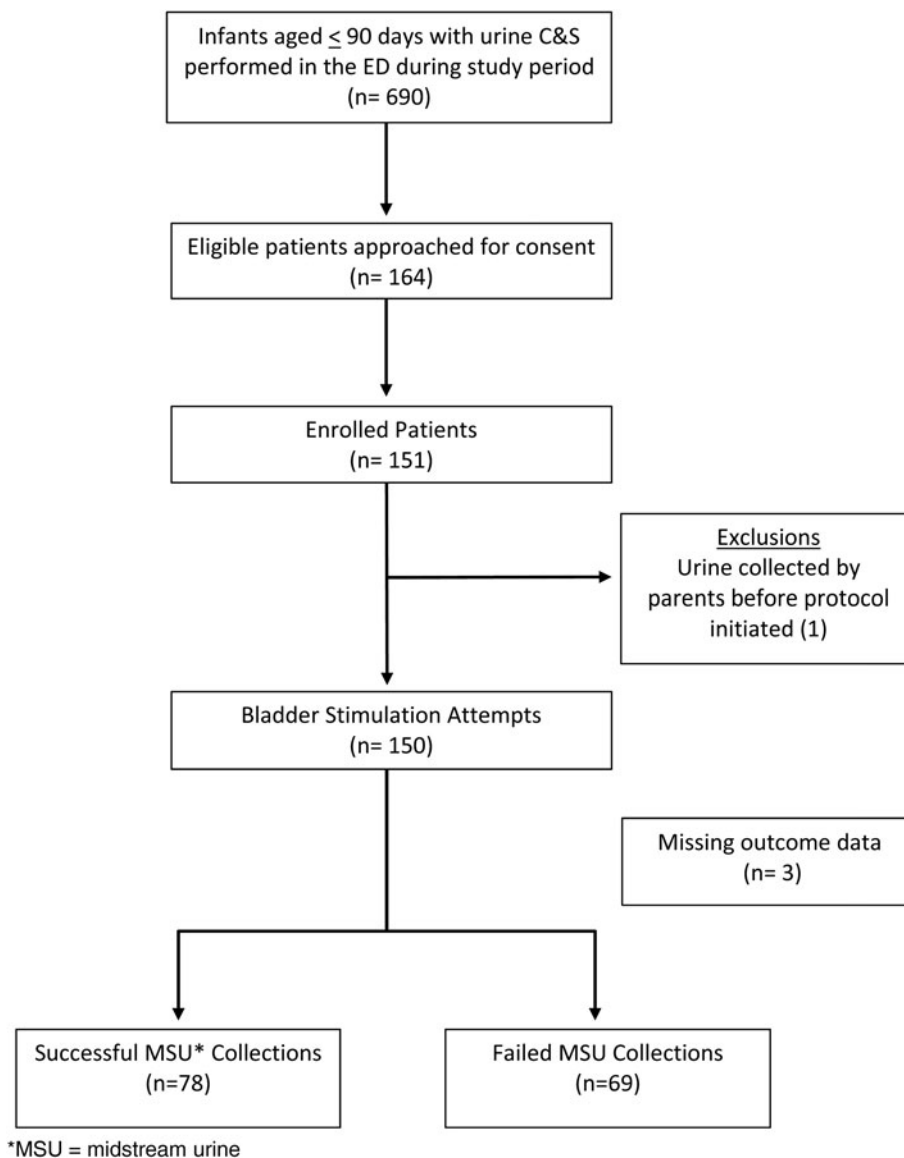 Infants aged ≤ 90 days with urine C&S
performed in the ED during study period
(n= 690)
Eligible patients approached for consent
(n= 164)
Enrolled Patients
(n= 151)
Exclusions
Urine collected by
parents before protocol
initiated (1)
Bladder Stimulation Attempts
(n= 150)
Missing outcome data
(n= 3)
Successful MSU* Collections
(n=78)
Failed MSU Collections
(n=69)
*MSU = midstream urine